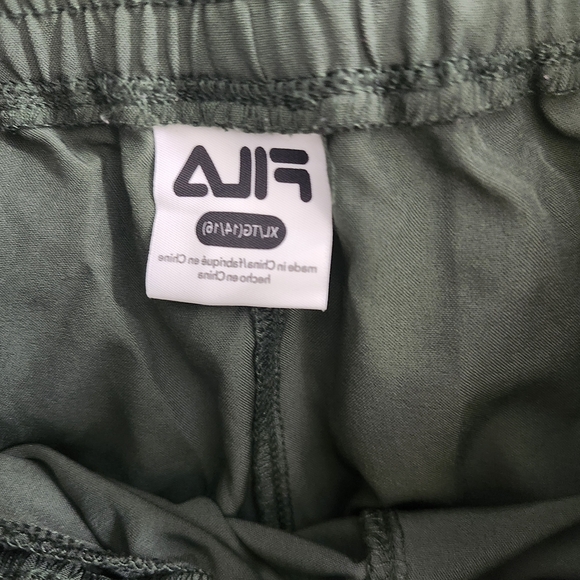 FILA
XL/TG(14/16)
made in China/fabriqué en Chine
hecho en China